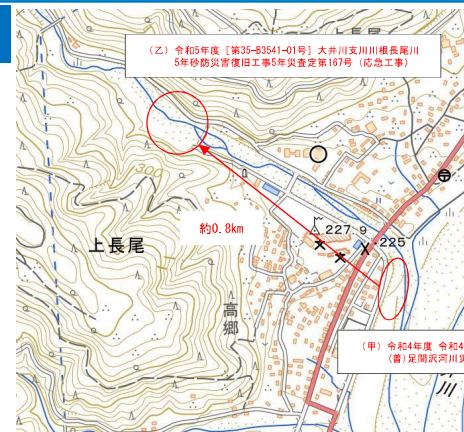 （乙）令和5年度 [第35-B3541-01号] 大井川支川川根長尾川
5年砂防災害復旧工事5年災査定第167号（応急工事）
300
約0.8km
227.9
225
上長尾
高郷
（甲）令和4年度 令和4
(普)足間沢河川
川